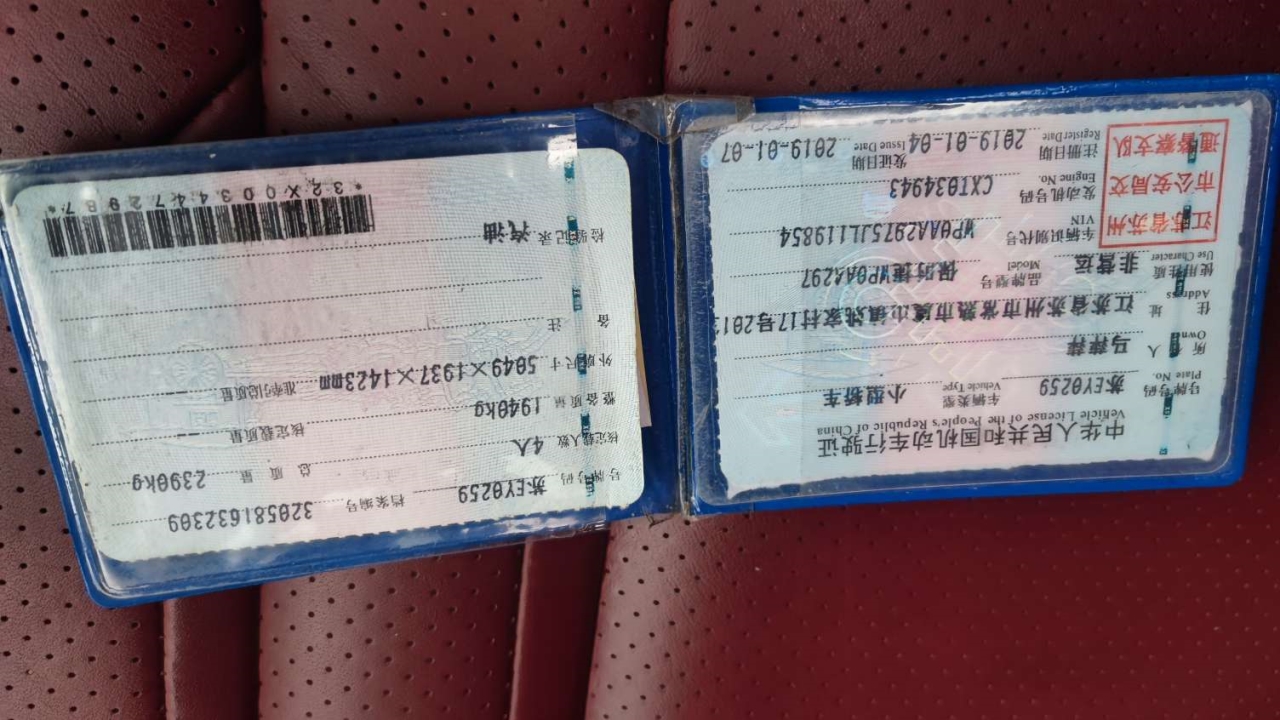 中华人民共和国机动车行驶证
Vehicle License of the People's Republic of China
号牌号码 苏EY0259 车辆类型 小型轿车
Plate No. Vehicle Type
所有人
Owner
住址 江苏省苏州市常熟市虞山镇
Address
使用性质 非营运 品牌型号 保时捷WP0AA297
Use Character Model
江苏省苏州
市公安局交
通警察支队
车辆识别代号 WP0AA2975JL119854
VIN
发动机号码 CXT034943
Engine No.
注册日期 2019-01-04 发证日期 2019-01-07
Register Date Issue Date
号牌号码 苏EY0259 档案编号 320581632309
核定载人数 4人 总质量 2390kg
整备质量 1940kg 核定载质量 --
外廓尺寸 5049×1937×1423mm 准牵引总质量 --
备注
检验记录 汽油
*32X0034472987*